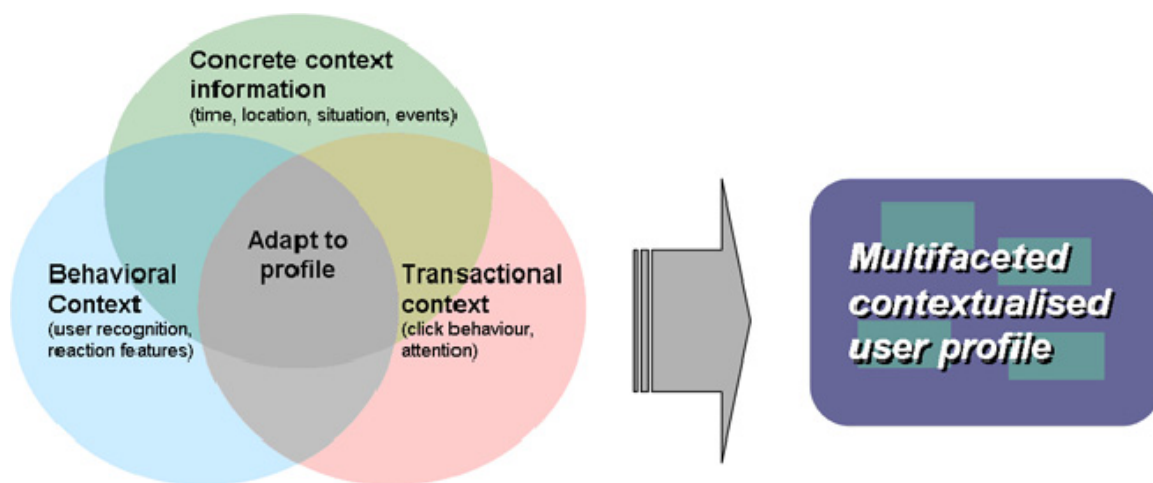 Concrete context
information
(time, location, situation, events)
Adapt to
profile
Behavioral
Context
(user recognition,
reaction features)
Transactional
context
(click behaviour,
attention)
Multifaceted
contextualised
user profile